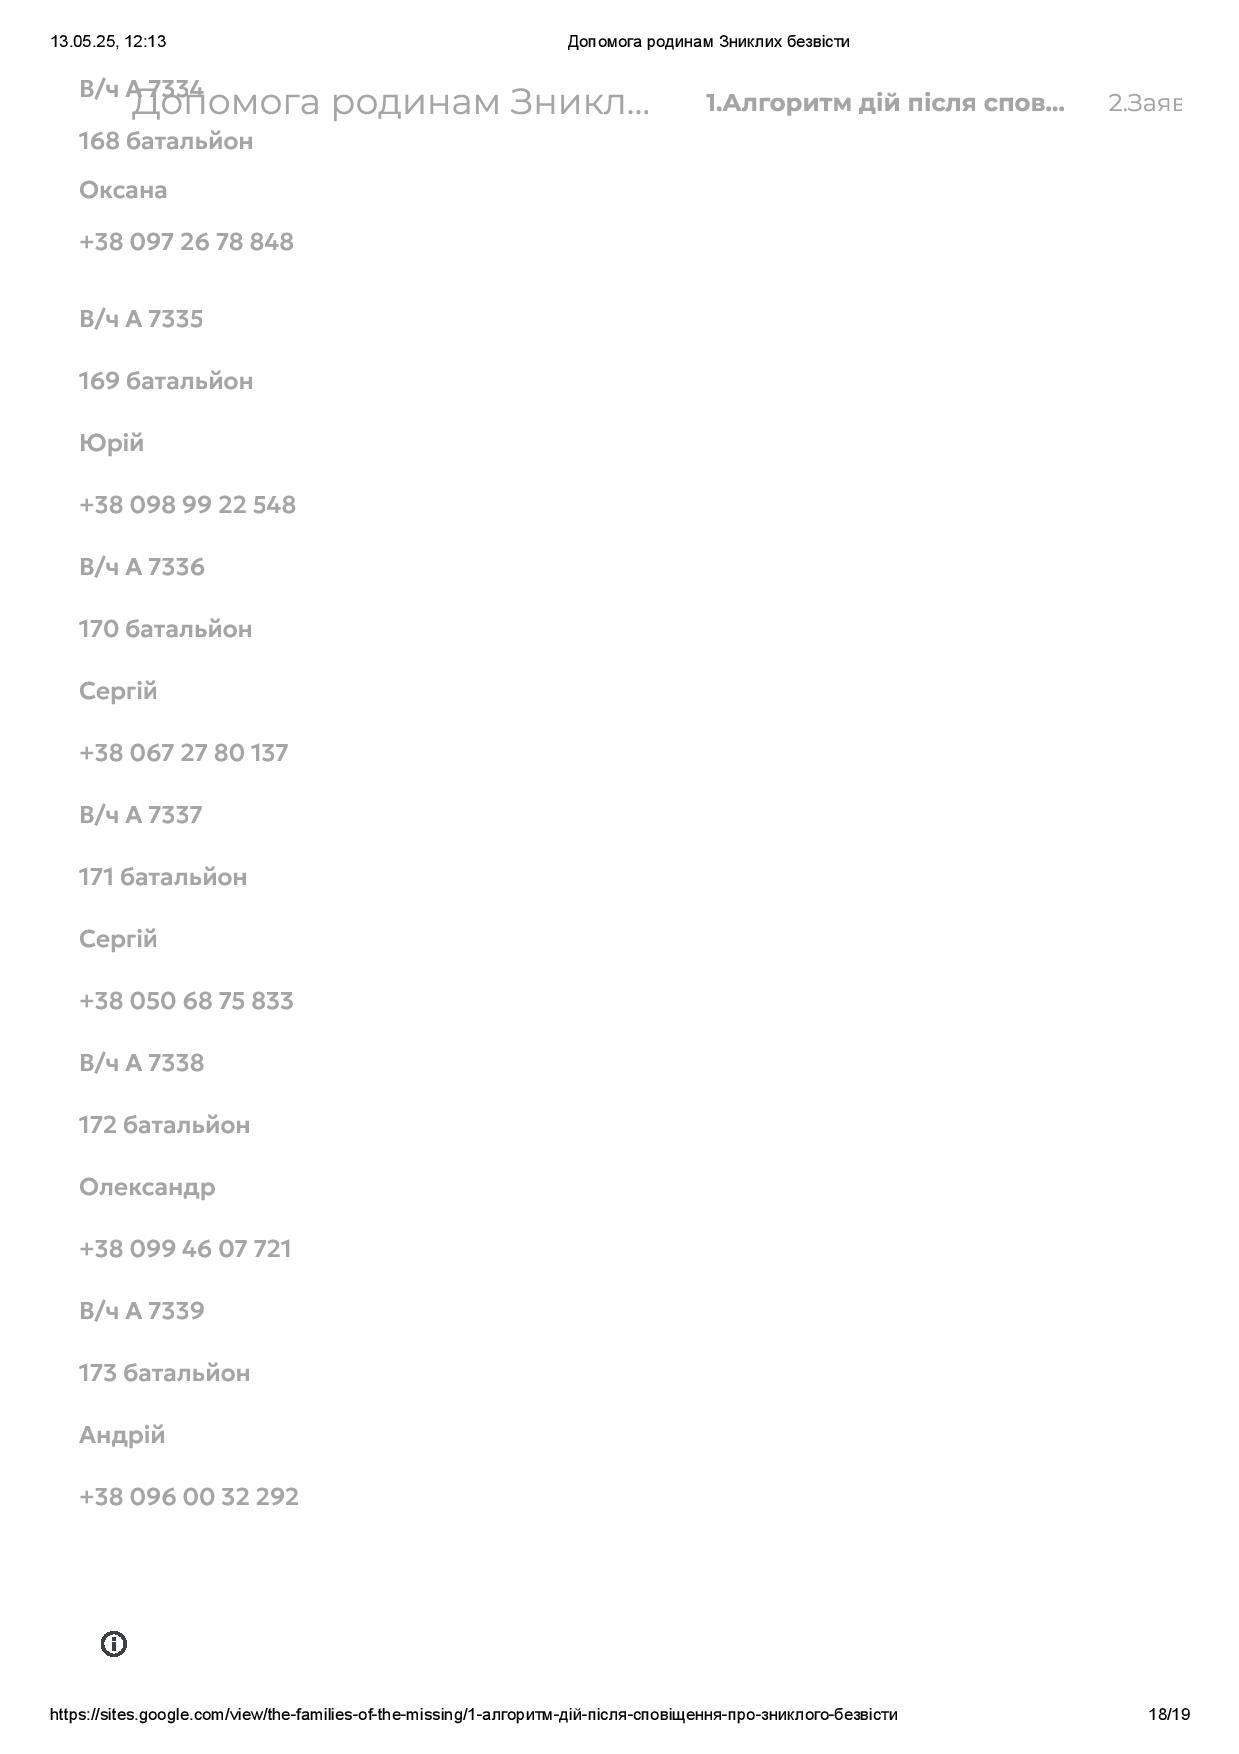 13.05.25, 12:13 Допомога родинам Зниклих безвісти
В/ч А 7334
Допомога родинам Зникл... 1.Алгоритм дій після спов... 2.Заяв
168 батальйон
Оксана
+38 097 26 78 848
В/ч А 7335
169 батальйон
Юрій
+38 098 99 22 548
В/ч А 7336
170 батальйон
Сергій
+38 067 27 80 137
В/ч А 7337
171 батальйон
Сергій
+38 050 68 75 833
В/ч А 7338
172 батальйон
Олександр
+38 099 46 07 721
В/ч А 7339
173 батальйон
Андрій
+38 096 00 32 292
https://sites.google.com/view/the-families-of-the-missing/1-алгоритм-дій-після-сповіщення-про-зниклого-безвісти 18/19